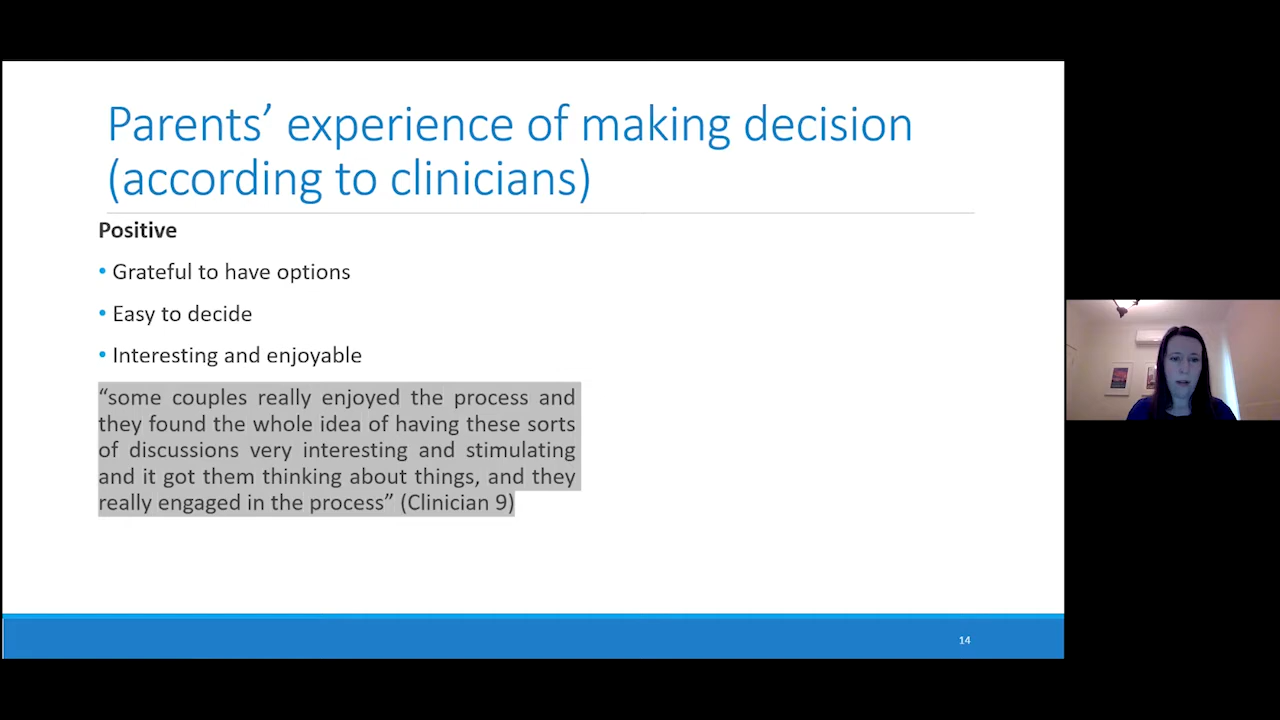 Parents’ experience of making decision
(according to clinicians)
Positive
• Grateful to have options
• Easy to decide
• Interesting and enjoyable
“some couples really enjoyed the process and
they found the whole idea of having these sorts
of discussions very interesting and stimulating
and it got them thinking about things, and they
really engaged in the process” (Clinician 9)
14